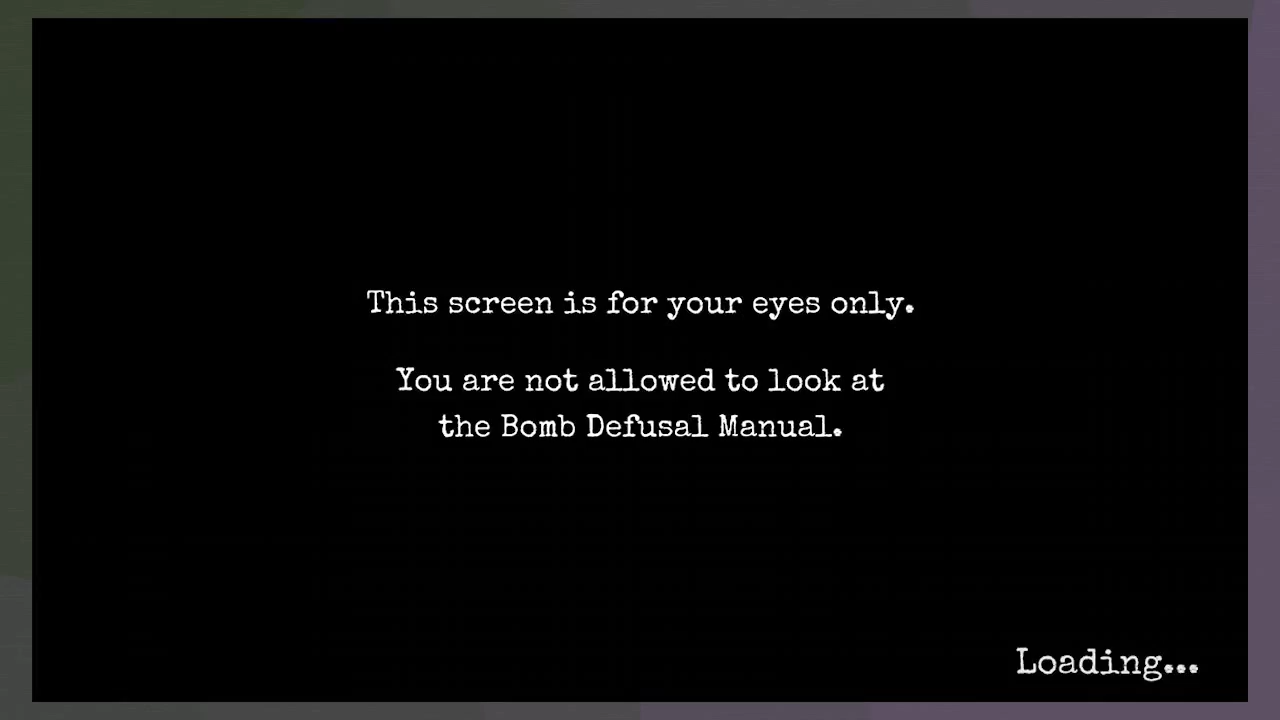 This screen is for your eyes only.
You are not allowed to look at
the Bomb Defusal Manual.
Loading...